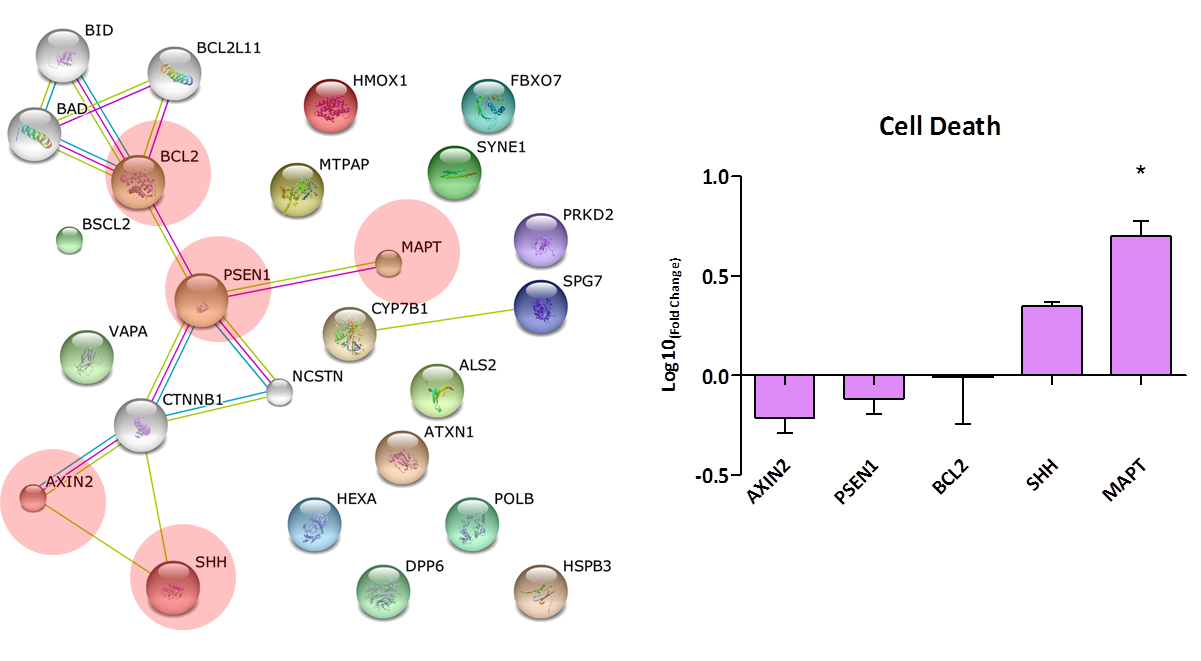 BID
BCL2L11
HMOX1
FBXO7
BAD
SYNE1
BCL2
MTPAP
BSCL2
PRKD2
MAPT
PSEN1
SPG7
CYP7B1
VAPA
ALS2
NCSTN
CTNNB1
ATXN1
AXIN2
HEXA
POLB
SHH
DPP6
HSPB3
Cell Death
Log10(Fold Change)
1.0
*
0.5
0.0
-0.5
AXIN2
PSEN1
BCL2
SHH
MAPT